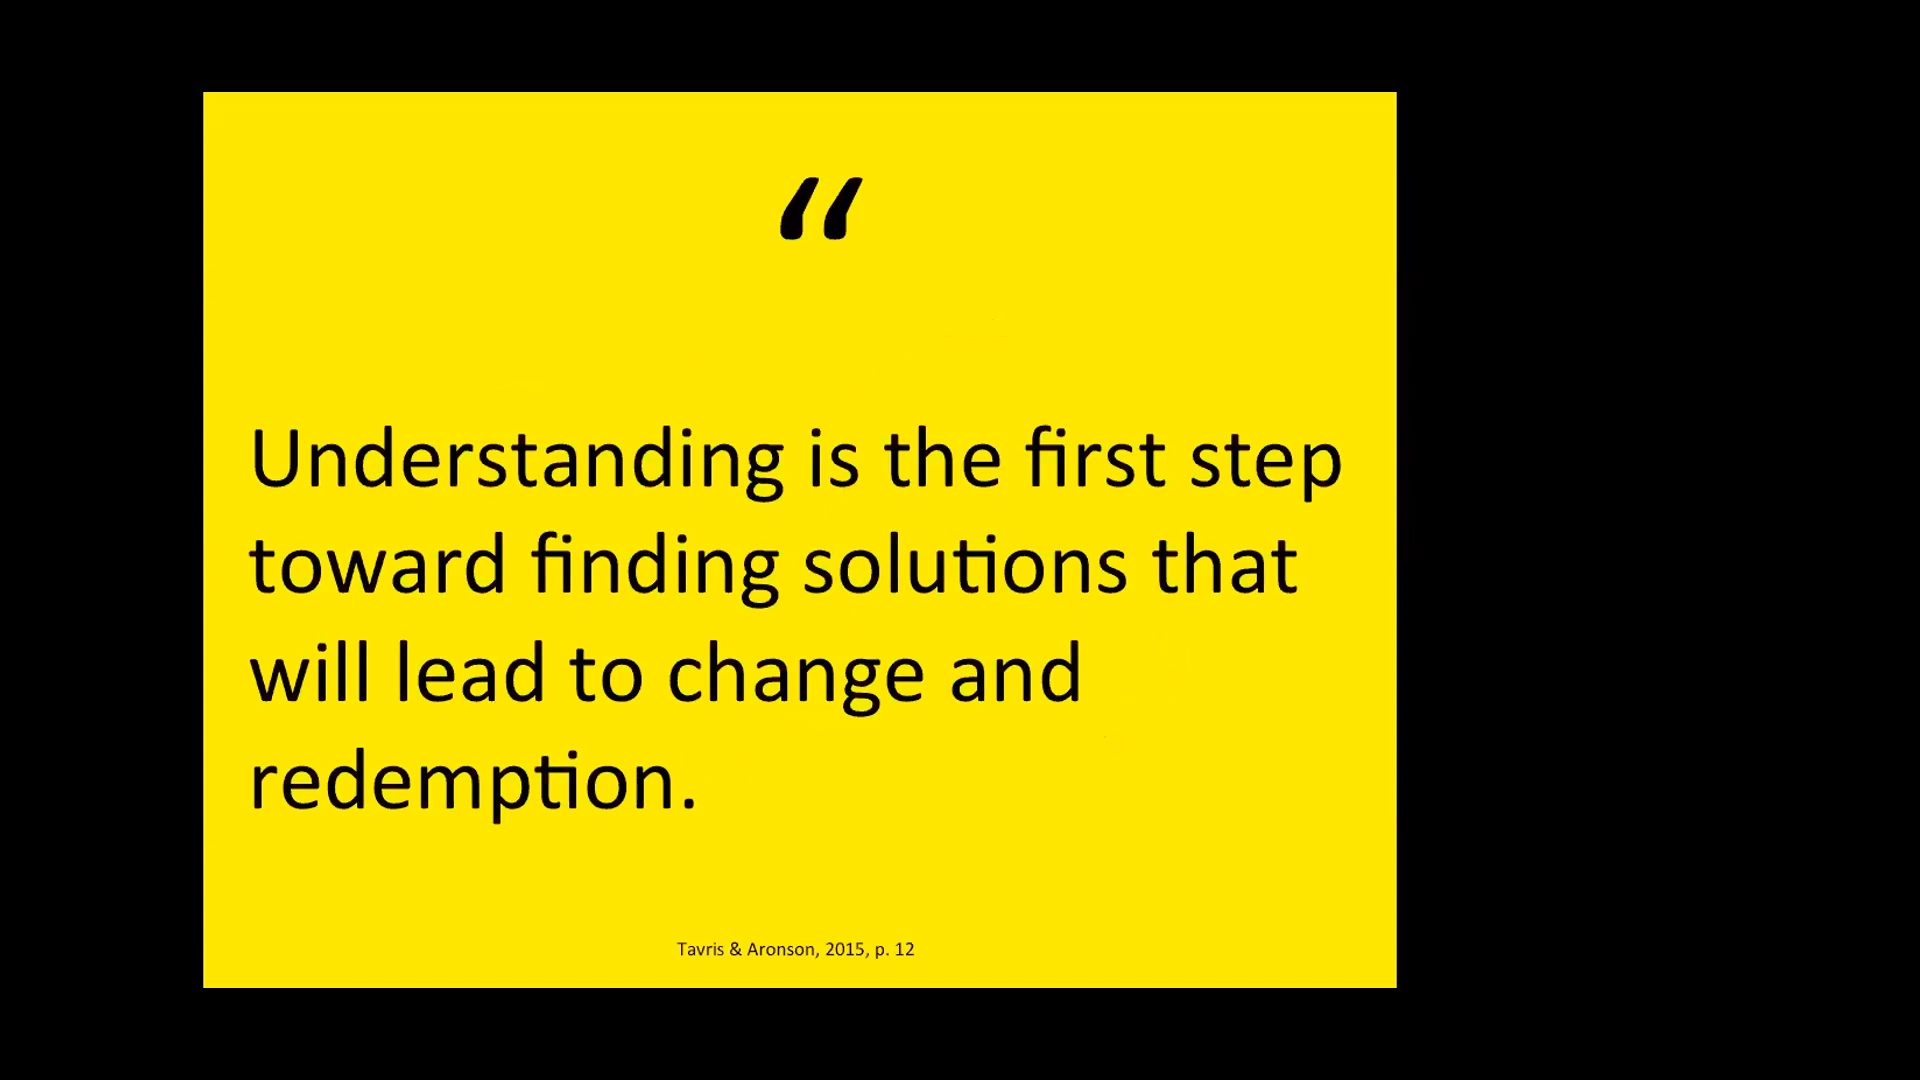 “
Understanding is the first step
toward finding solutions that
will lead to change and
redemption.
Tavris & Aronson, 2015, p. 12